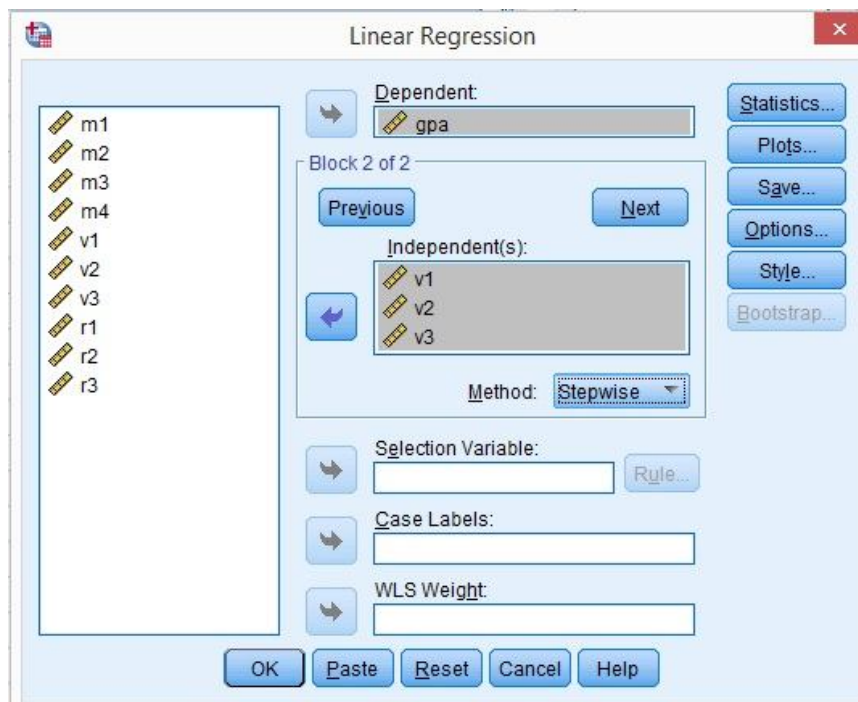 Linear Regression
m1
m2
m3
m4
v1
v2
v3
r1
r2
r3
Dependent:
gpa
Block 2 of 2
Previous
Next
Independent(s):
v1
v2
v3
Method:
Stepwise
Selection Variable:
Rule...
Case Labels:
WLS Weight:
Statistics...
Plots...
Save...
Options...
Style...
Bootstrap...
OK
Paste
Reset
Cancel
Help